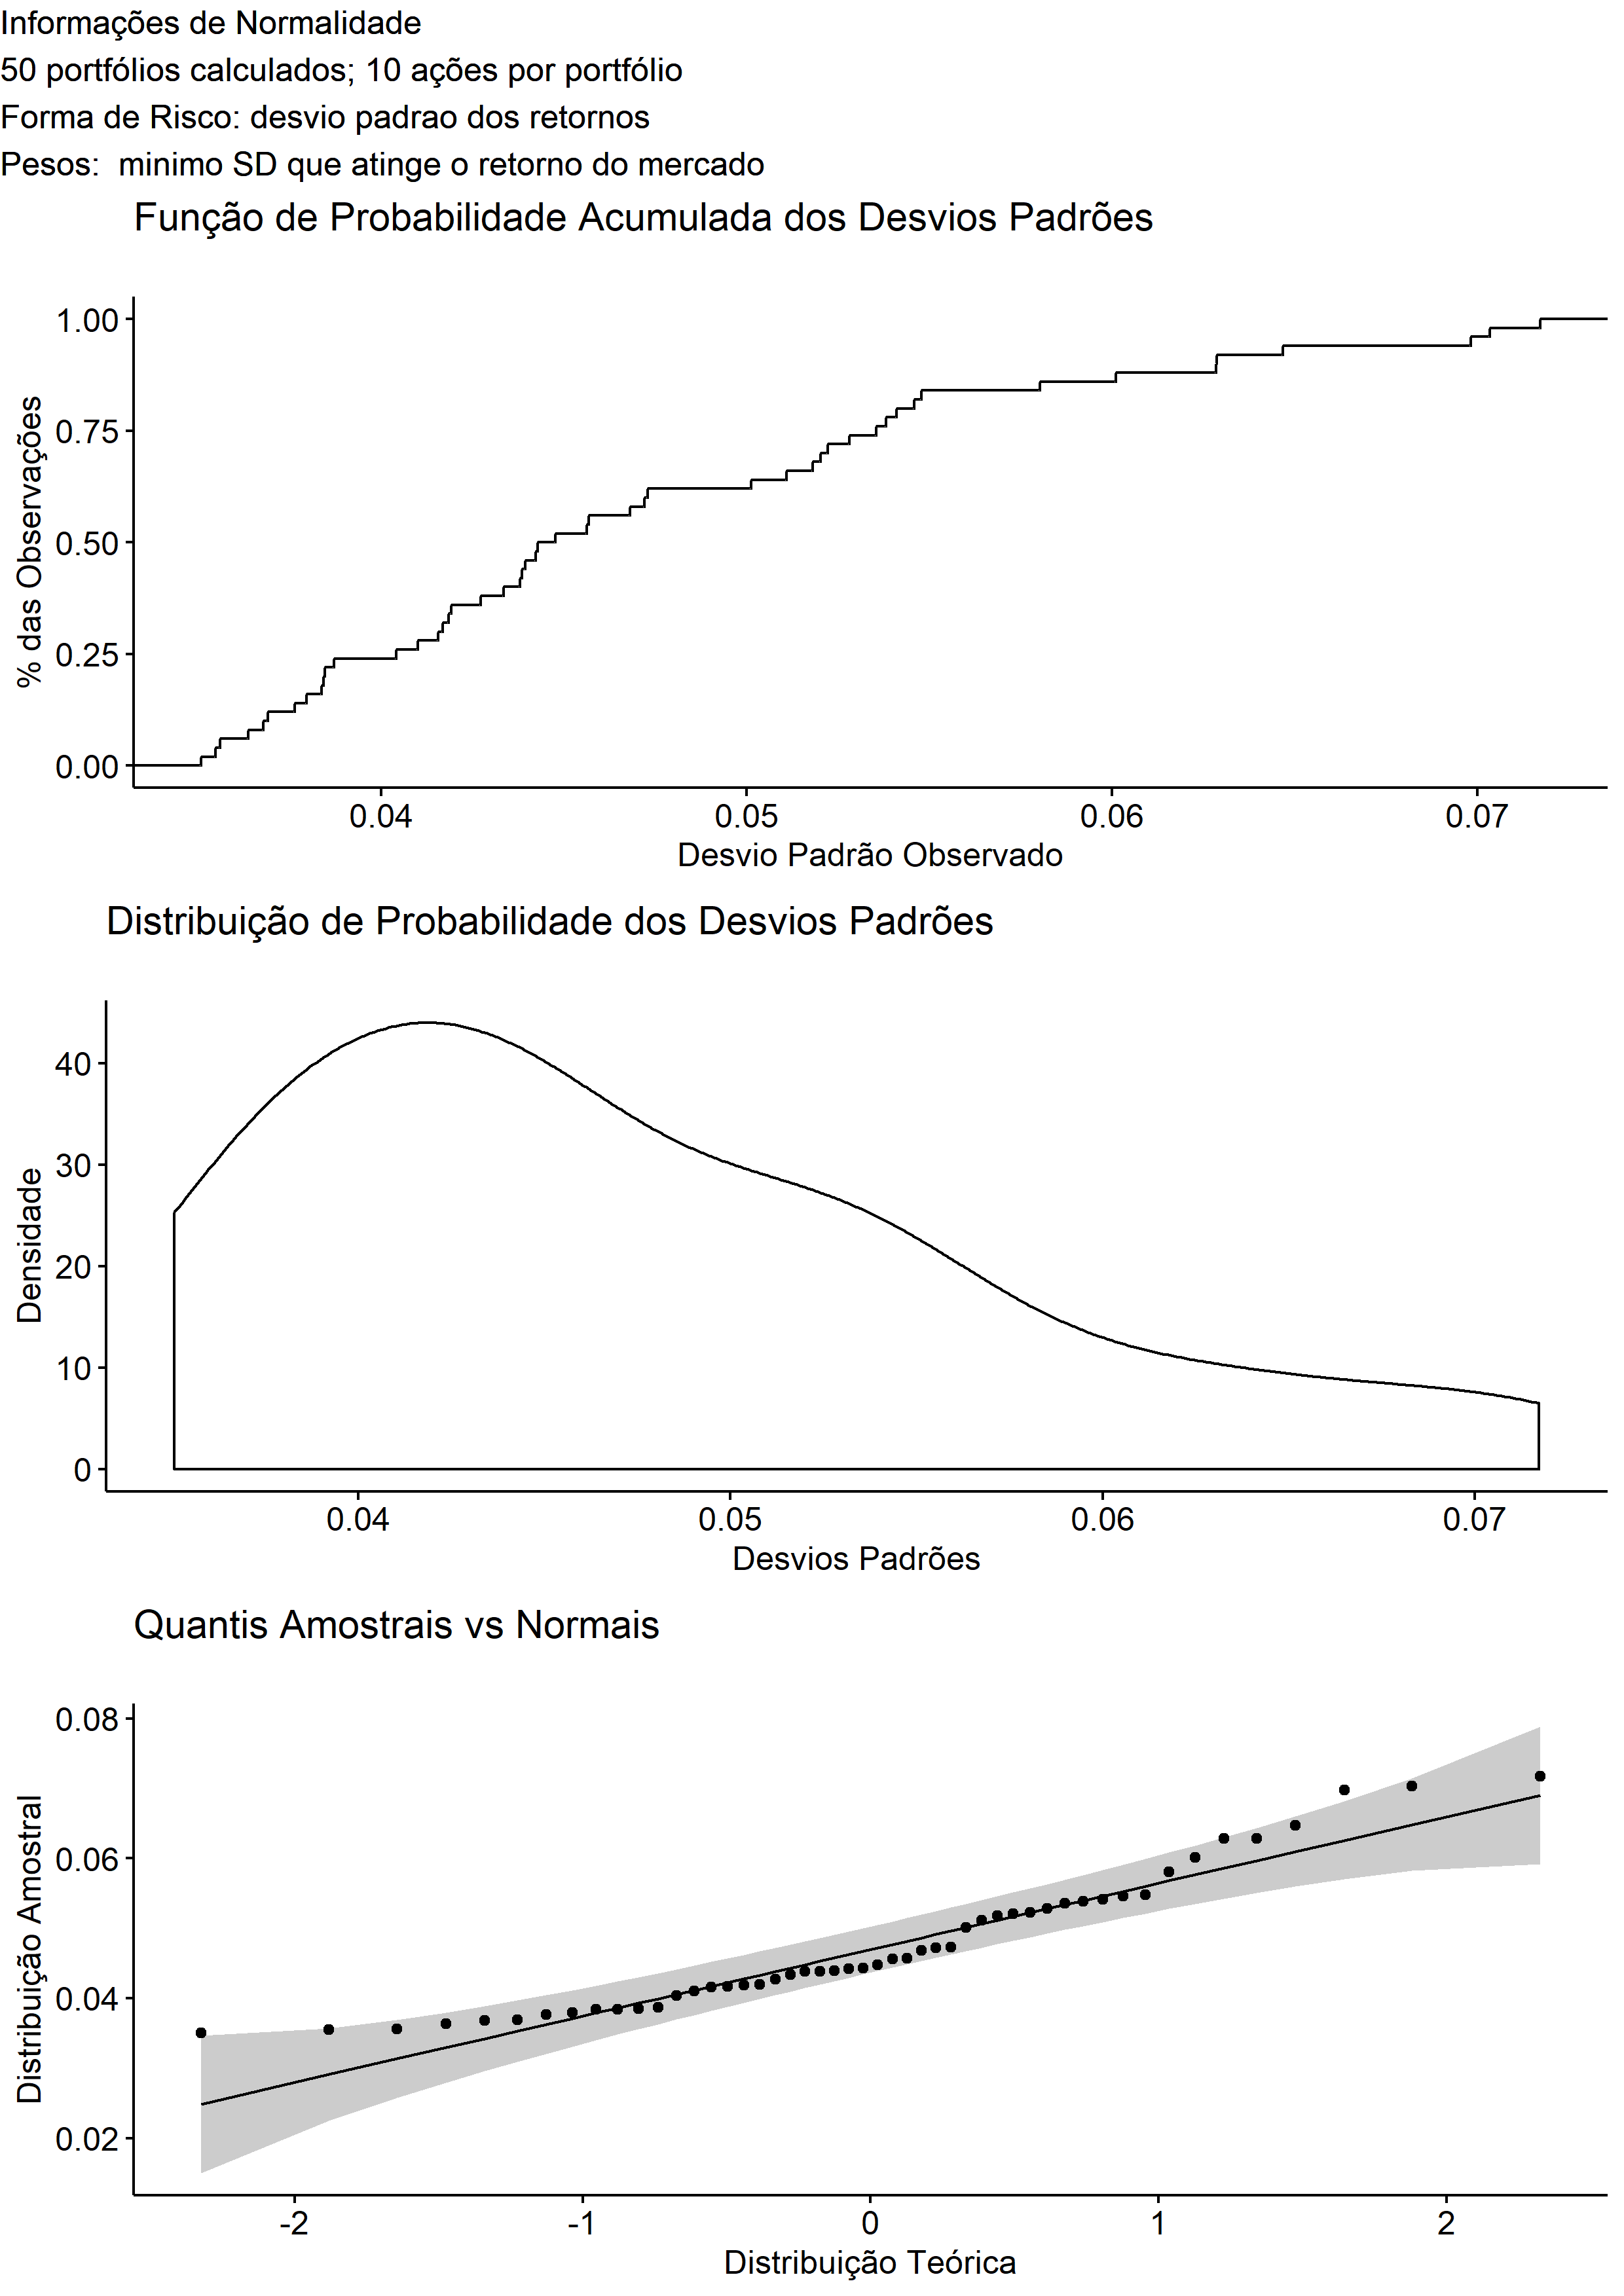 Informações de Normalidade
50 portfólios calculados; 10 ações por portfólio
Forma de Risco: desvio padrao dos retornos
Pesos:  minimo SD que atinge o retorno do mercado
Função de Probabilidade Acumulada dos Desvios Padrões
% das Observações
1.00
0.75
0.50
0.25
0.00
0.04 0.05 0.06 0.07
Desvio Padrão Observado
Distribuição de Probabilidade dos Desvios Padrões
Densidade
40
30
20
10
0
0.04 0.05 0.06 0.07
Desvios Padrões
Quantis Amostrais vs Normais
Distribuição Amostral
0.08
0.06
0.04
0.02
-2 -1 0 1 2
Distribuição Teórica